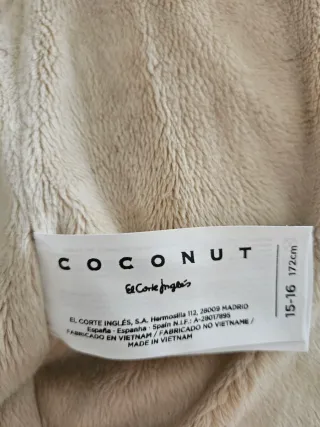 COCONUT
El Corte Inglés
EL CORTE INGLÉS, S.A. Hermosilla 112, 28009 MADRID
España - Espanha - Spain N.I.F.: A-28017895
FABRICADO EN VIETNAM / FABRICADO NO VIETNAME /
MADE IN VIETNAM
15-16 172cm